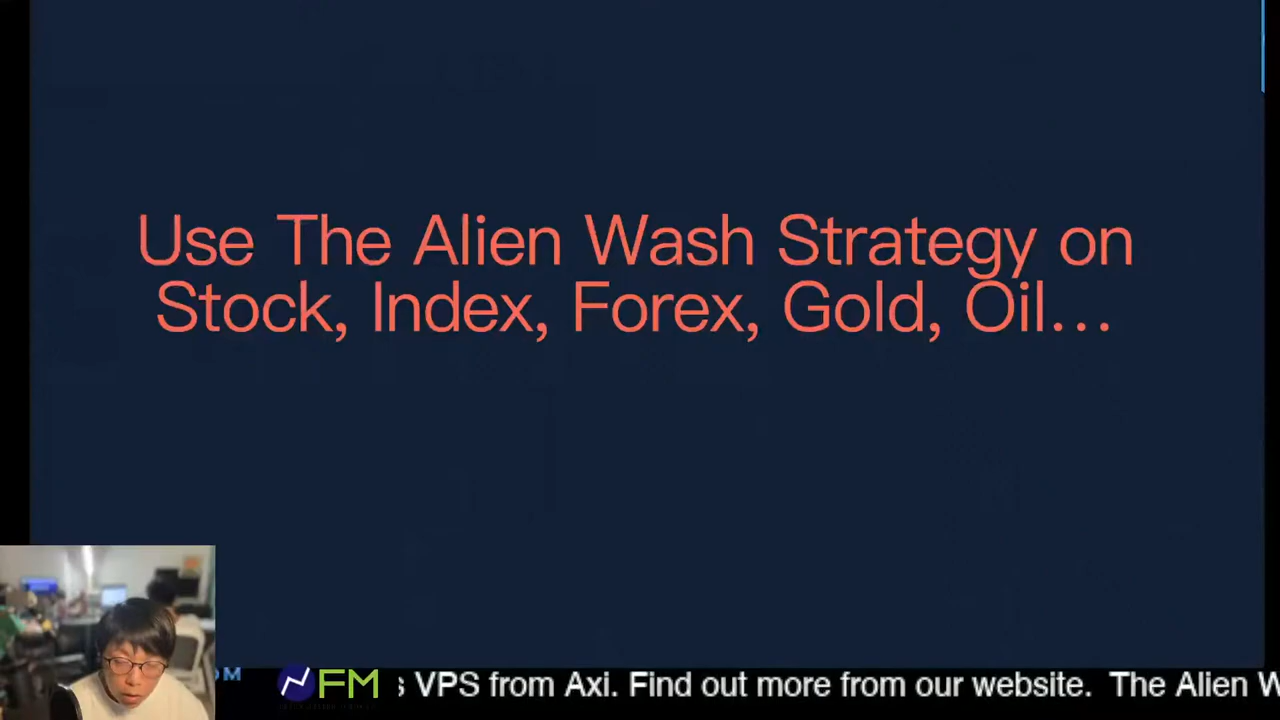 Use The Alien Wash Strategy on
Stock, Index, Forex, Gold, Oil...
OM
FM
s VPS from Axi. Find out more from our website. The Alien W